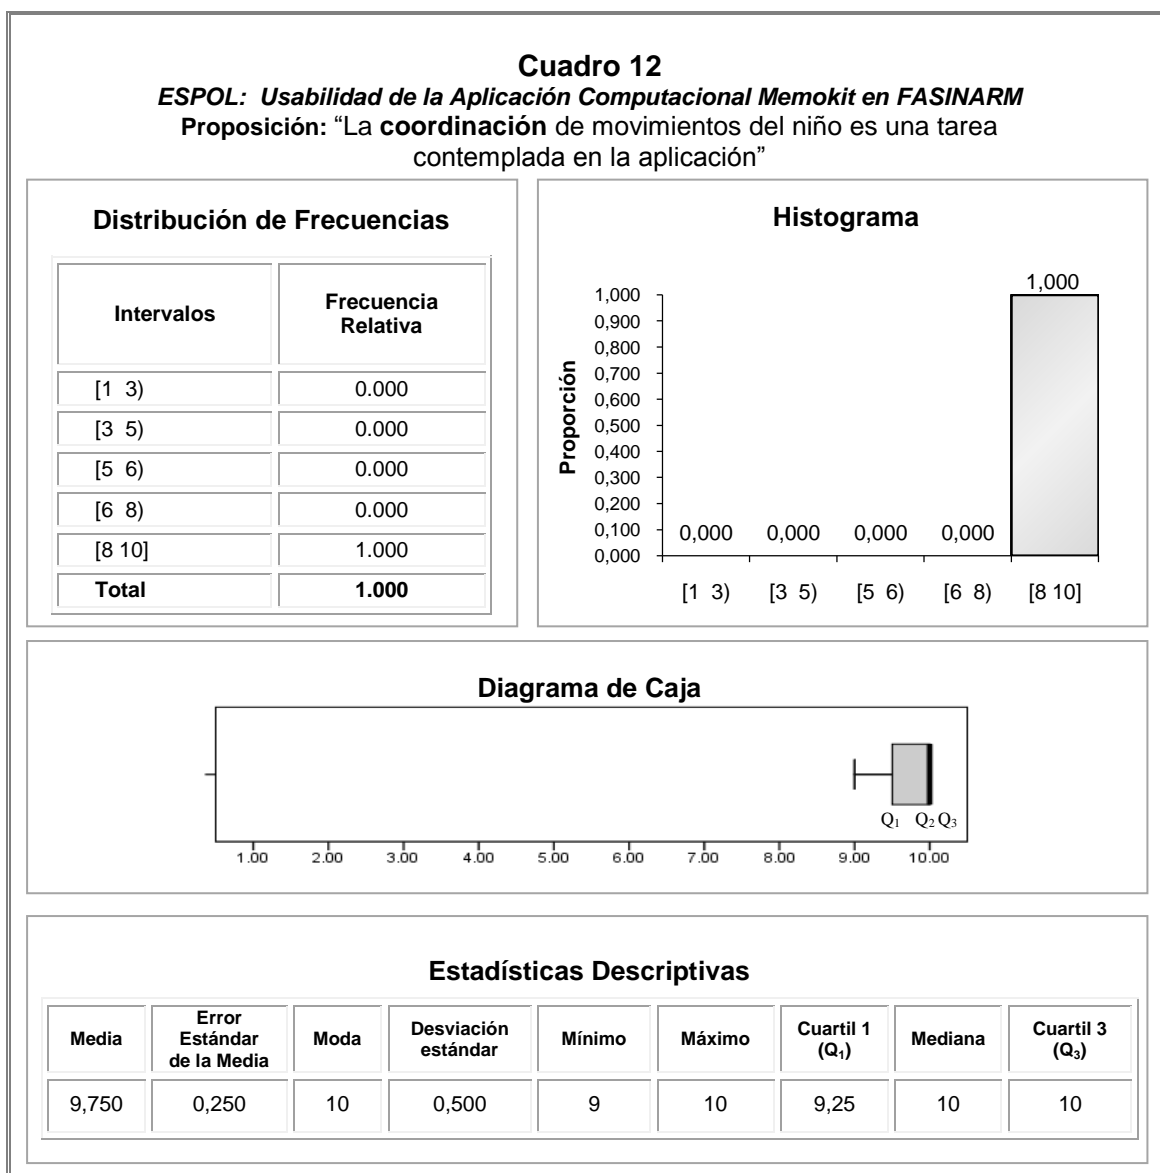 Cuadro 12
ESPOL: Usabilidad de la Aplicación Computacional Memokit en FASINARM
Proposición: “La coordinación de movimientos del niño es una tarea
contemplada en la aplicación”
Distribución de Frecuencias
Intervalos Frecuencia
Relativa
[1 3) 0.000
[3 5) 0.000
[5 6) 0.000
[6 8) 0.000
[8 10] 1.000
Total 1.000
Histograma
Proporción
1,000
0,900
0,800
0,700
0,600
0,500
0,400
0,300
0,200
0,100
0,000
0,000 0,000 0,000 0,000 1,000
[1 3) [3 5) [5 6) [6 8) [8 10]
Diagrama de Caja
Q1 Q2 Q3
1.00 2.00 3.00 4.00 5.00 6.00 7.00 8.00 9.00 10.00
Estadísticas Descriptivas
Media Error
Estándar
de la Media Moda Desviación
estándar Mínimo Máximo Cuartil 1
(Q1) Mediana Cuartil 3
(Q3)
9,750 0,250 10 0,500 9 10 9,25 10 10